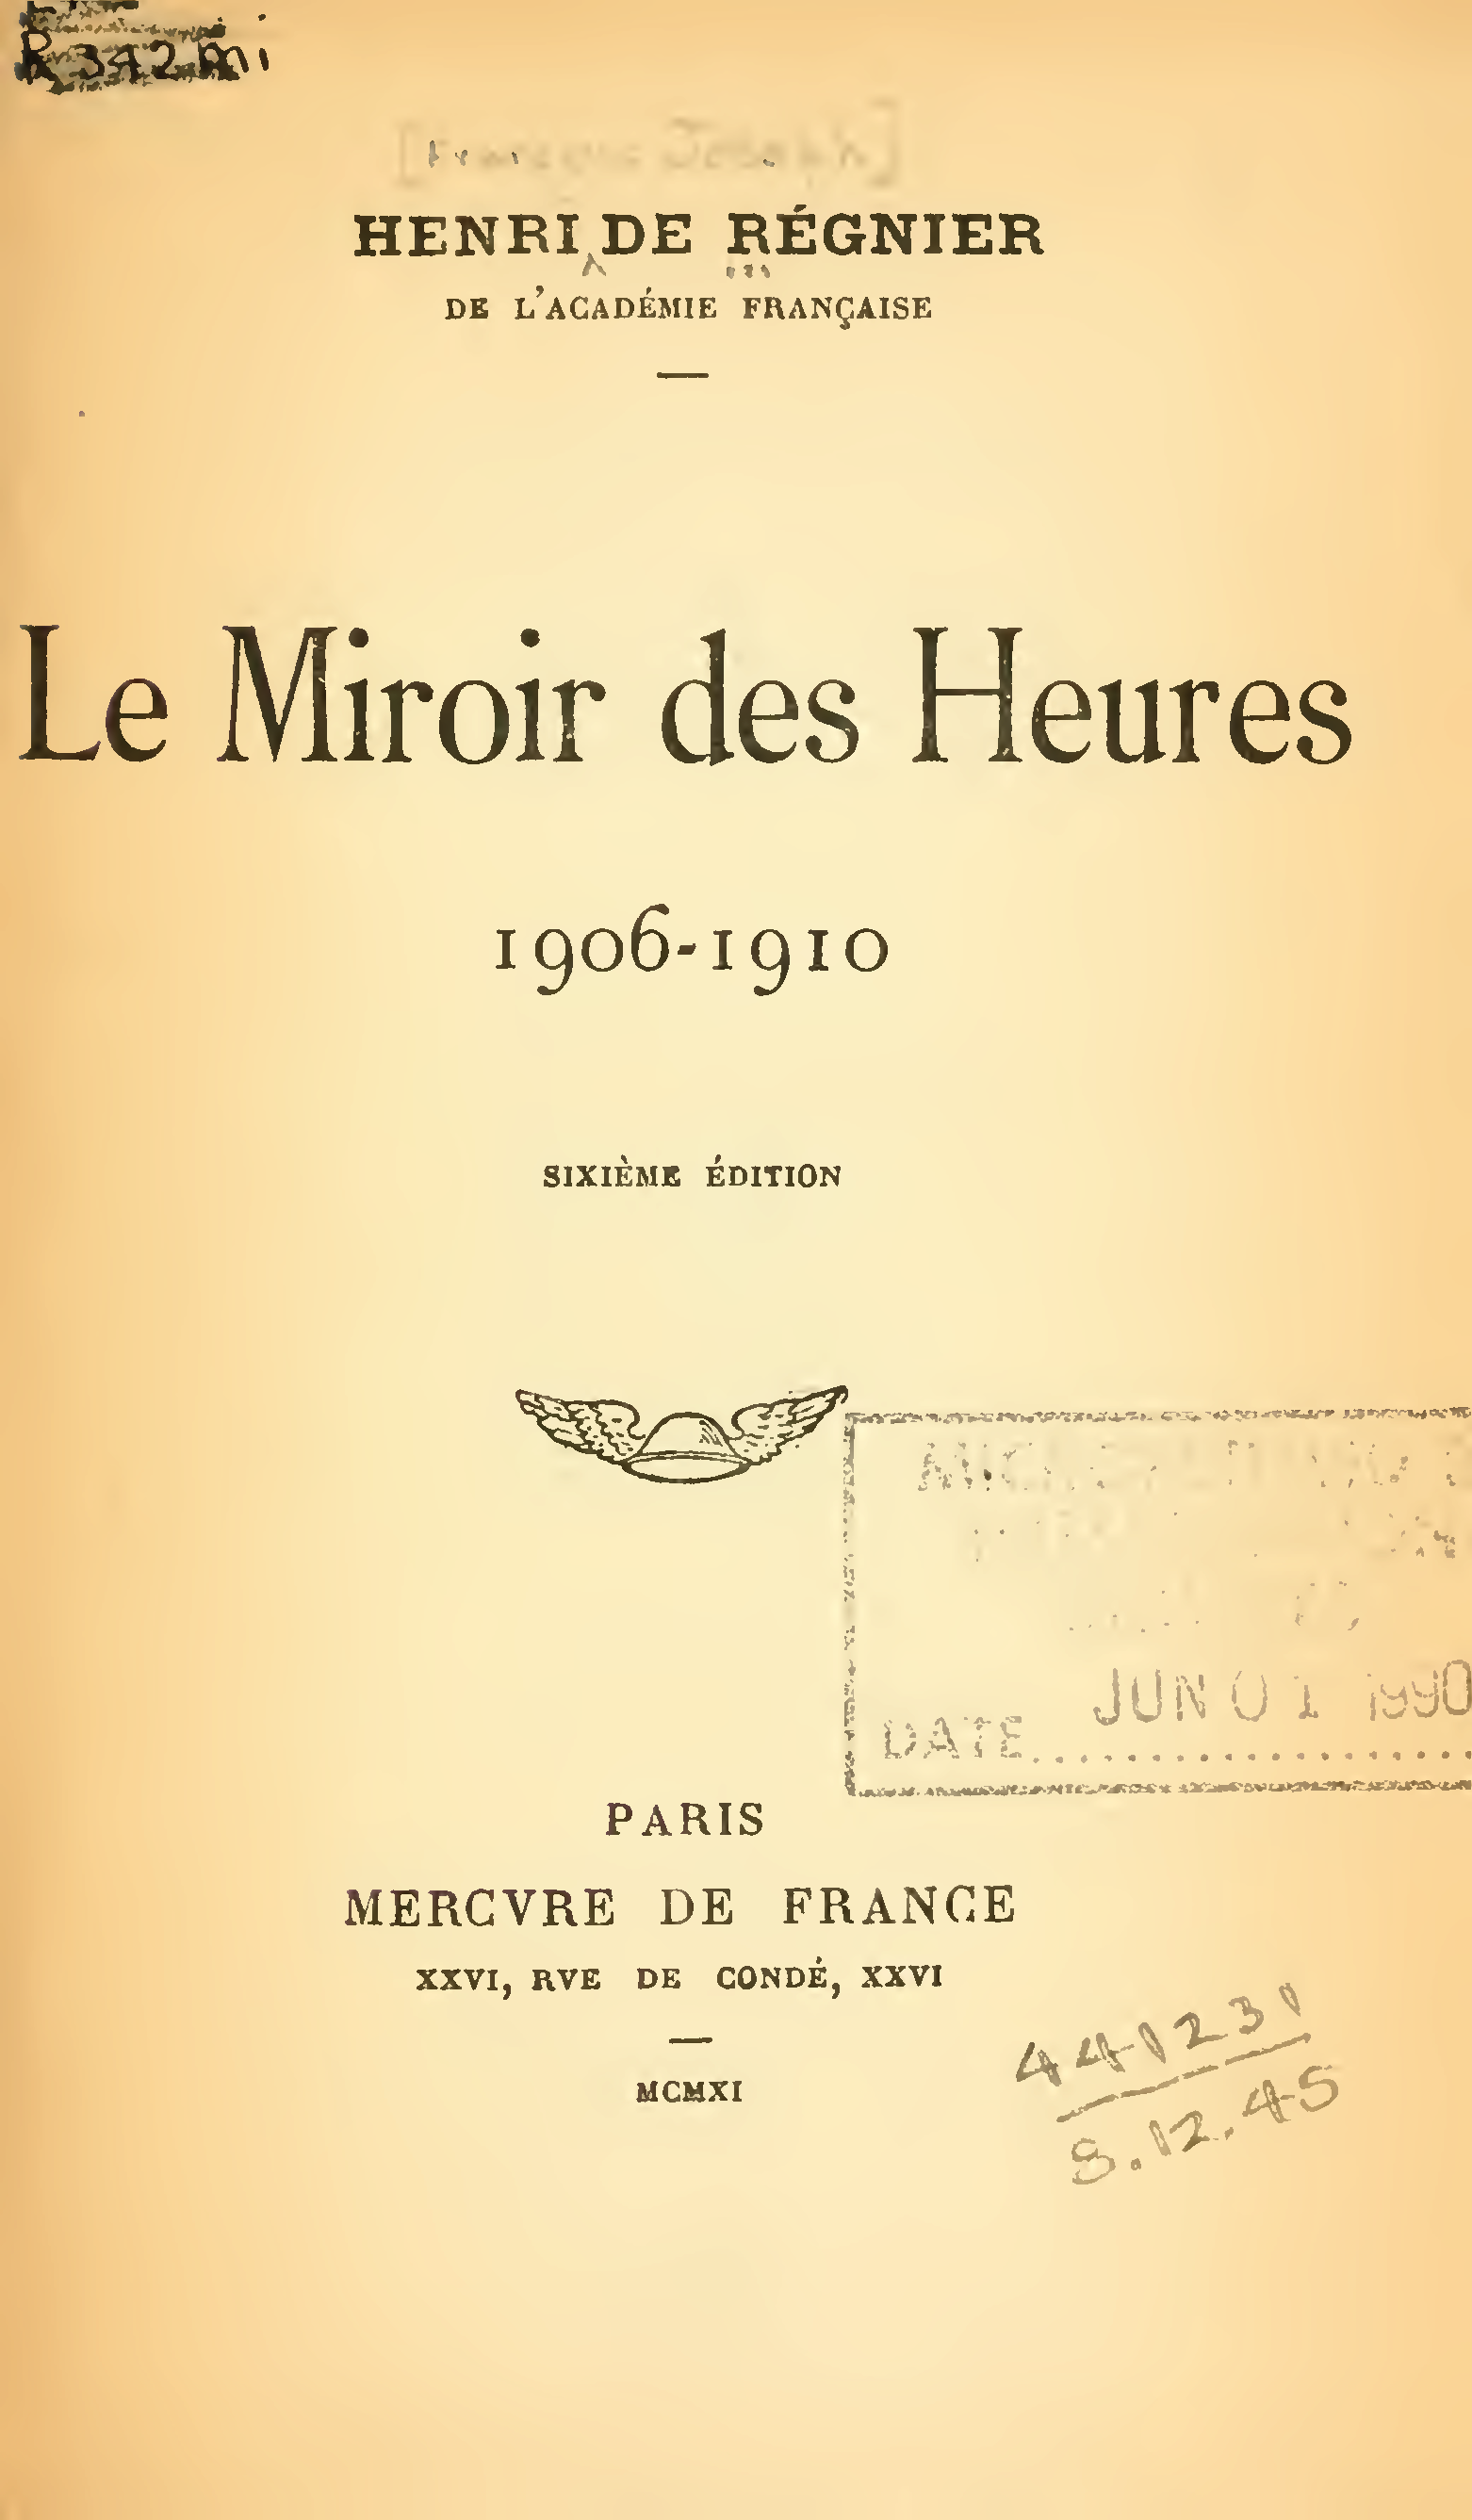 R342mi
HENRI DE RÉGNIER
DE L'ACADÉMIE FRANÇAISE
Le Miroir des Heures
1906-1910
SIXIÈME ÉDITION
JUN 01 1990
DATE
PARIS
MERCVRE DE FRANCE
XXVI, RVE DE CONDÉ, XXVI
MCMXI
441231
8.12.45